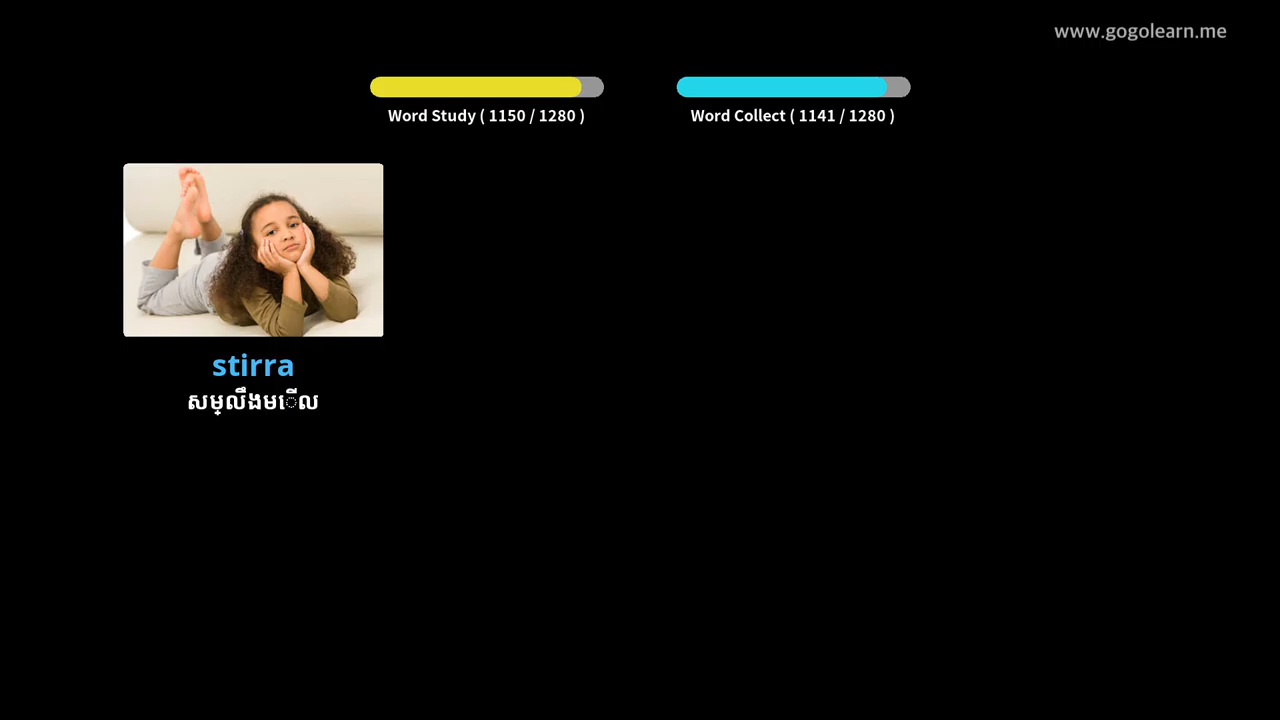 www.gogolearn.me
Word Study ( 1150 / 1280 )
Word Collect ( 1141 / 1280 )
stirra
សម្លឹងមើល